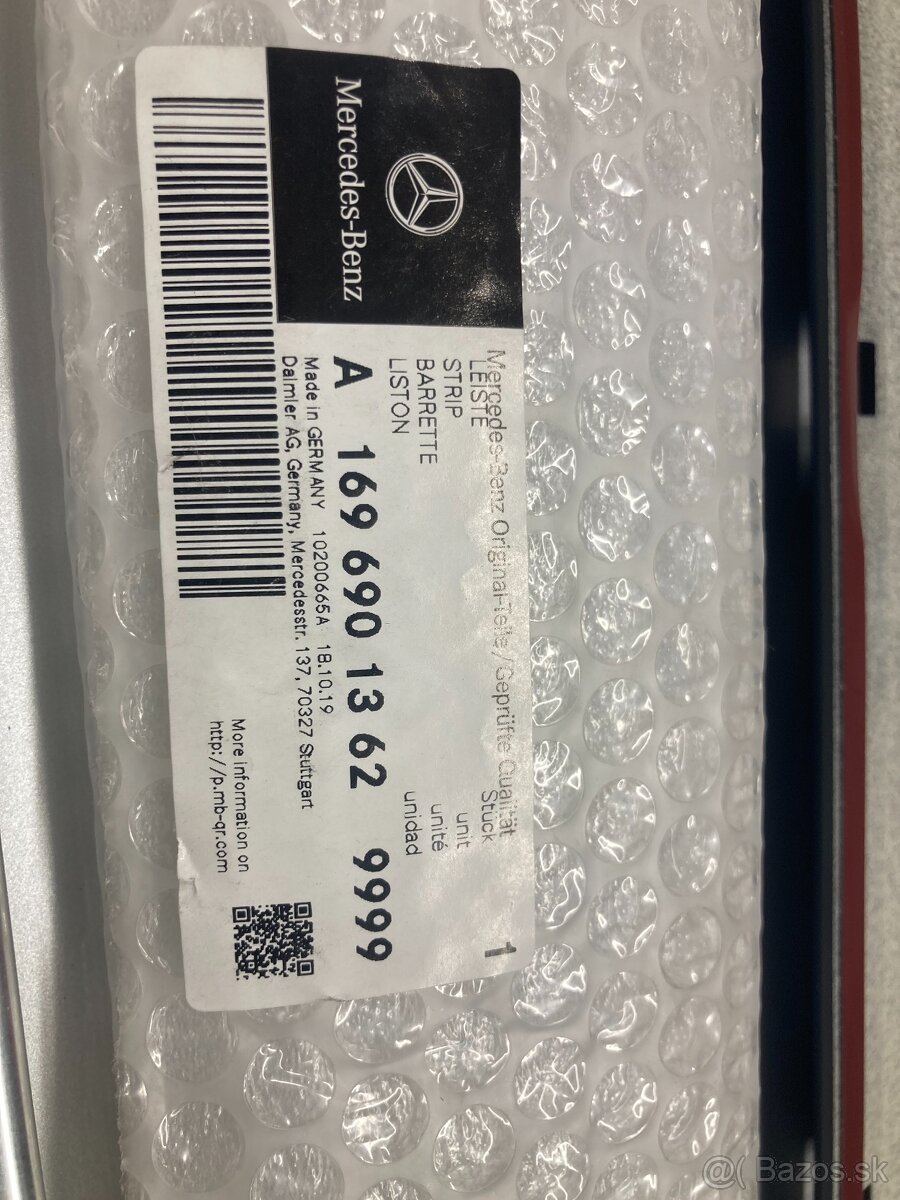 Mercedes-Benz
Mercedes-Benz Original-Teile / Geprüfte Qualität
LEISTE
STRIP
BARRETTE
LISTON
Stück
unit
unité
unidad
1
A 169 690 13 62 9999
Made in GERMANY 10200665A 18.10.19
Daimler AG, Germany, Mercedesstr. 137, 70327 Stuttgart
More information on
http://p.mb-qr.com
@( Bazos.sk